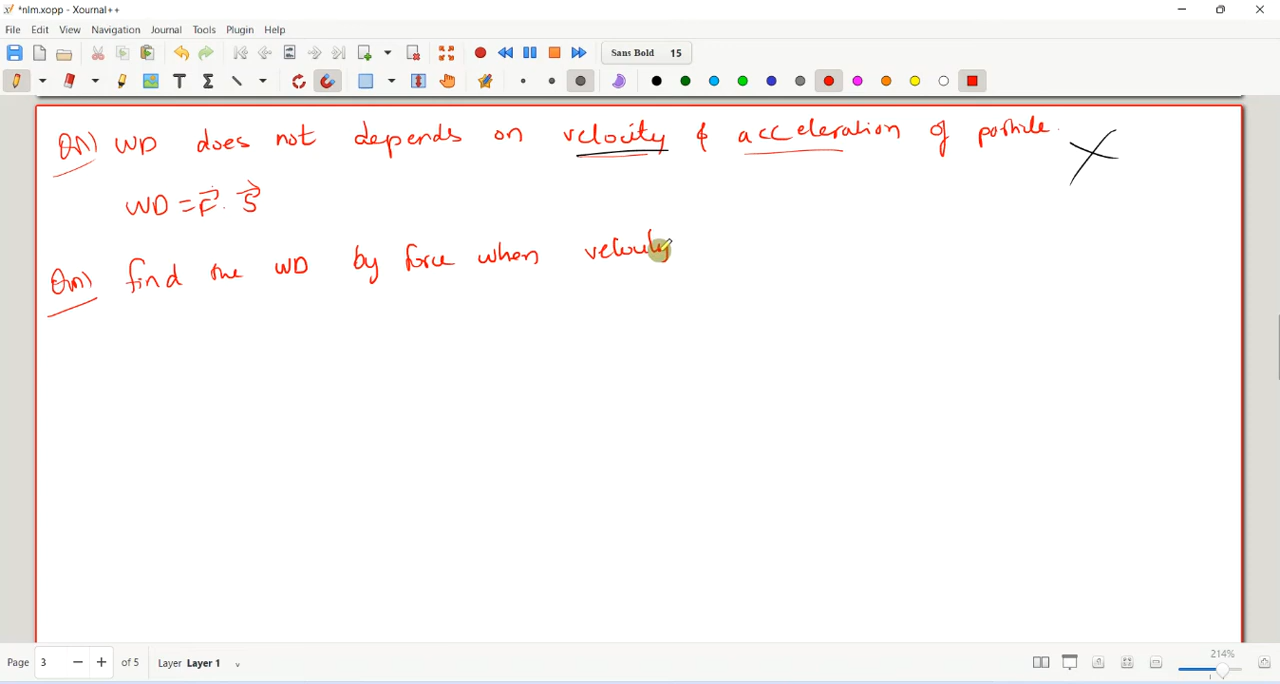 *nlm.xopp - Xournal++
File Edit View Navigation Journal Tools Plugin Help
Sans Bold 15
Qn) WD does not depends on velocity & acceleration of particle.
WD = F. S
Qn) find the WD by force when velocity
Page 3 of 5 Layer Layer 1
214%